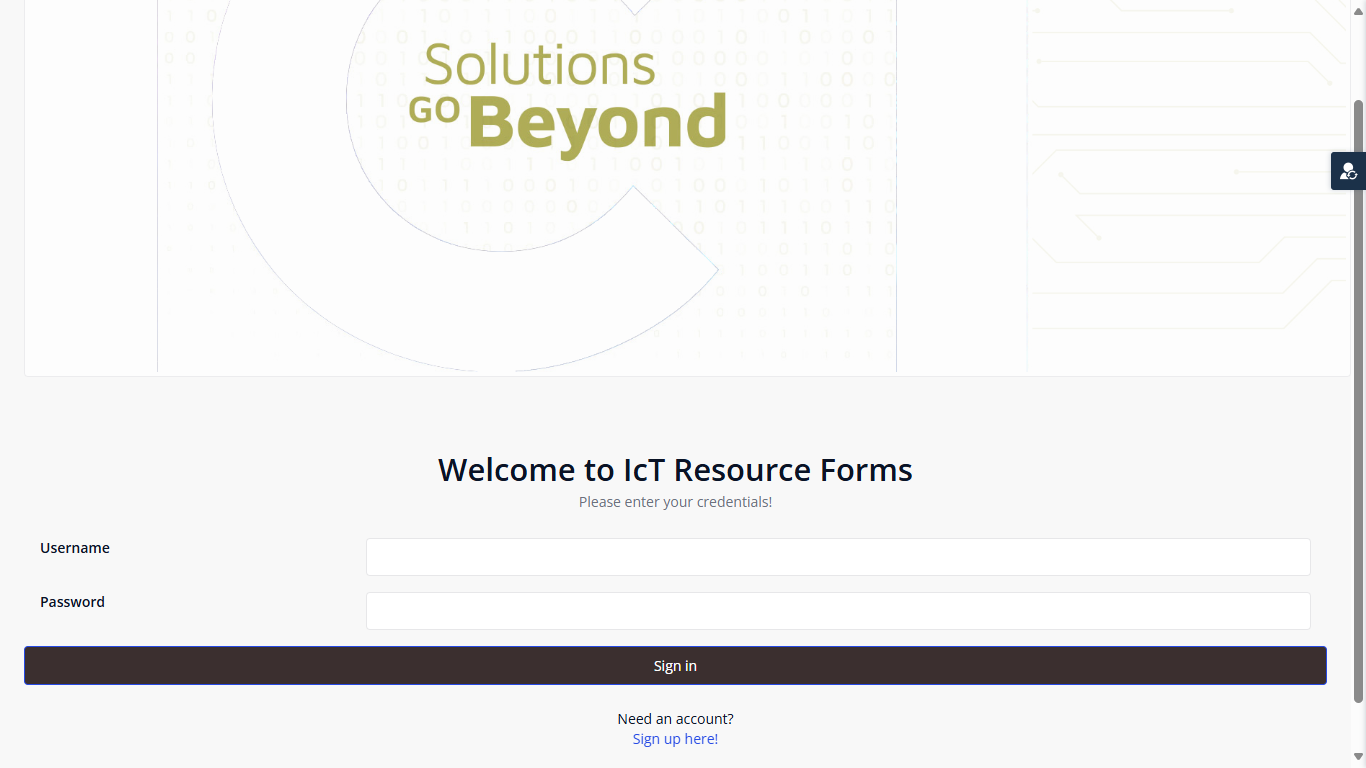 Solutions
GO Beyond
Welcome to IcT Resource Forms
Please enter your credentials!
Username
Password
Sign in
Need an account?
Sign up here!